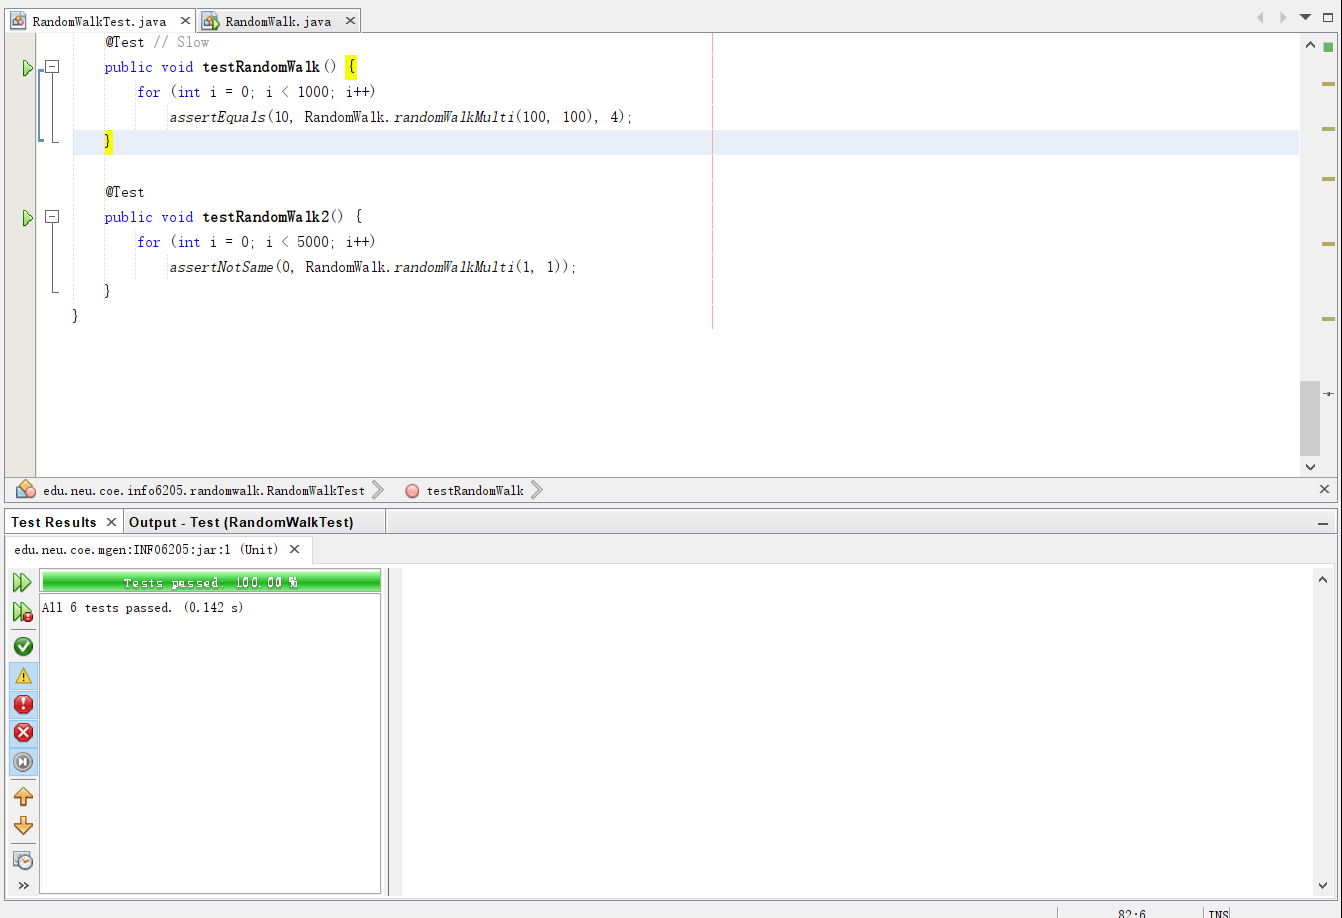 RandomWalkTest.java RandomWalk.java
@Test // Slow
public void testRandomWalk() {
for (int i = 0; i < 1000; i++)
assertEquals(10, RandomWalk.randomWalkMulti(100, 100), 4);
}
@Test
public void testRandomWalk2() {
for (int i = 0; i < 5000; i++)
assertNotSame(0, RandomWalk.randomWalkMulti(1, 1));
}
}
edu.neu.coe.info6205.randomwalk.RandomWalkTest testRandomWalk
Test Results Output - Test (RandomWalkTest)
edu.neu.coe.mgen:INFO6205:jar:1 (Unit)
Tests passed: 100.00 %
All 6 tests passed. (0.142 s)
82:6 INS